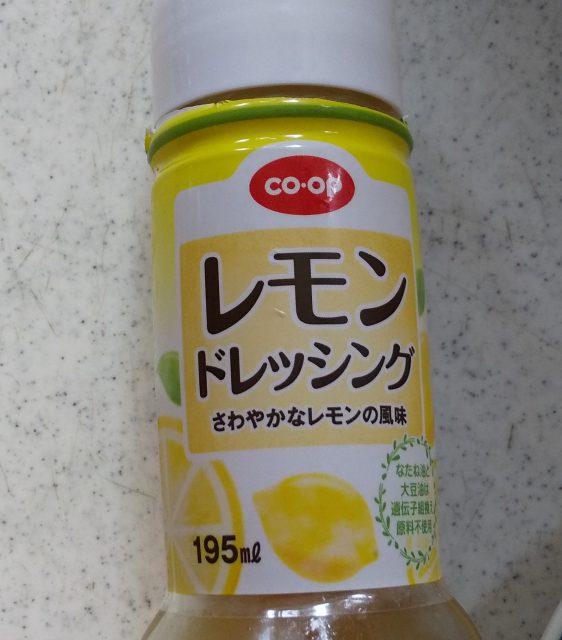 CO·OP
レモン
ドレッシング
さわやかなレモンの風味
なたね油と
大豆油は
遺伝子組換え
原料不使用
195mℓ